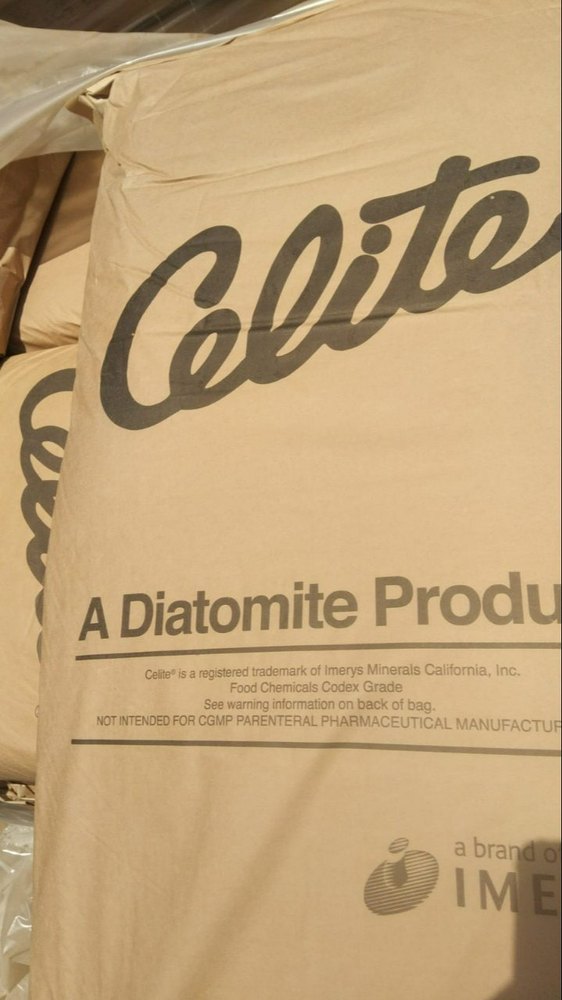 Celite
A Diatomite Produ
Celite® is a registered trademark of Imerys Minerals California, Inc.
Food Chemicals Codex Grade
See warning information on back of bag.
NOT INTENDED FOR CGMP PARENTERAL PHARMACEUTICAL MANUFACTUR
a brand o
IME